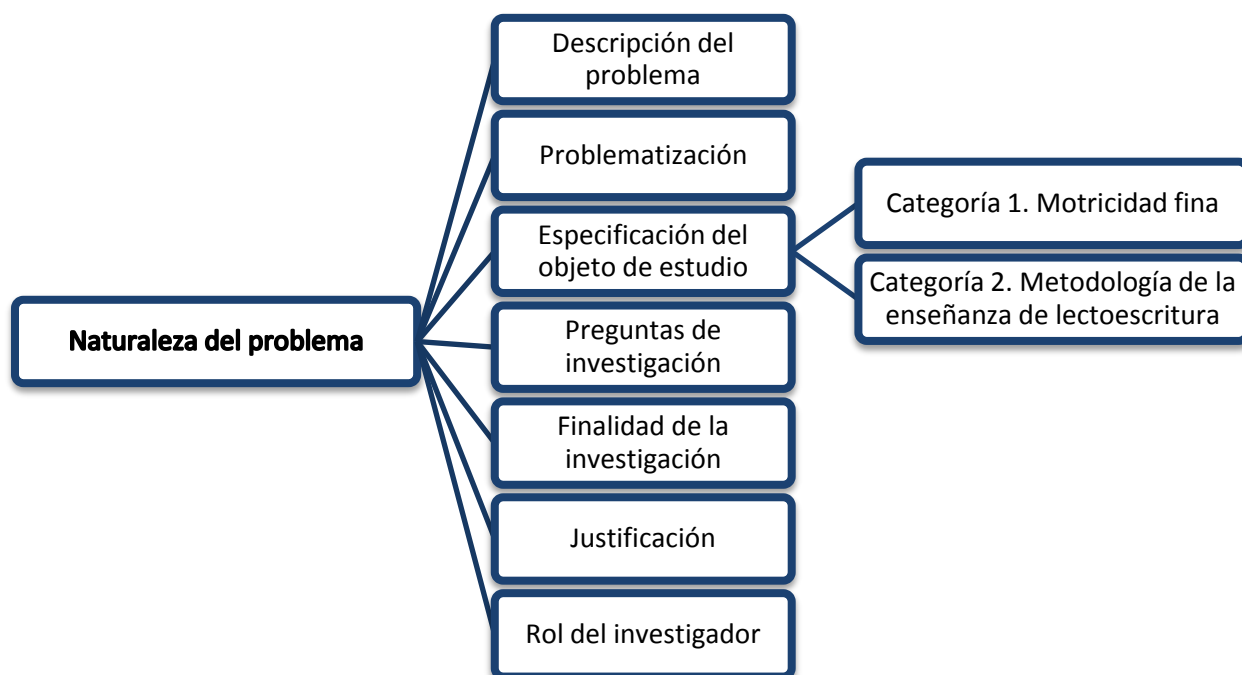 Naturaleza del problema
Descripción del
problema
Problematización
Especificación del
objeto de estudio
Categoría 1. Motricidad fina
Categoría 2. Metodología de la
enseñanza de lectoescritura
Preguntas de
investigación
Finalidad de la
investigación
Justificación
Rol del investigador